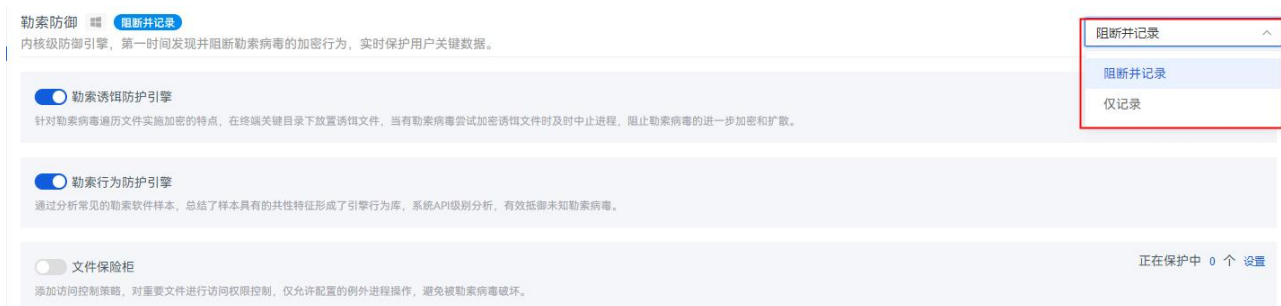 勒索防御 阻断并记录
内核级防御引擎，第一时间发现并阻断勒索病毒的加密行为，实时保护用户关键数据。
阻断并记录
阻断并记录
仅记录
勒索诱饵防护引擎
针对勒索病毒遍历文件实施加密的特点，在终端关键目录下放置诱饵文件，当有勒索病毒尝试加密诱饵文件时及时中止进程，阻止勒索病毒的进一步加密和扩散。
勒索行为防护引擎
通过分析常见的勒索软件样本，总结了样本具有的共性特征形成了引擎行为库，系统API级别分析，有效抵御未知勒索病毒。
文件保险柜
正在保护中 0 个 设置
添加访问控制策略，对重要文件进行访问权限控制，仅允许配置的例外进程操作，避免被勒索病毒破坏。